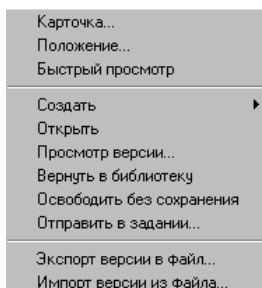 Карточка...
Положение...
Быстрый просмотр
Создать
Открыть
Просмотр версии...
Вернуть в библиотеку
Освободить без сохранения
Отправить в задании...
Экспорт версии в файл...
Импорт версии из файла...